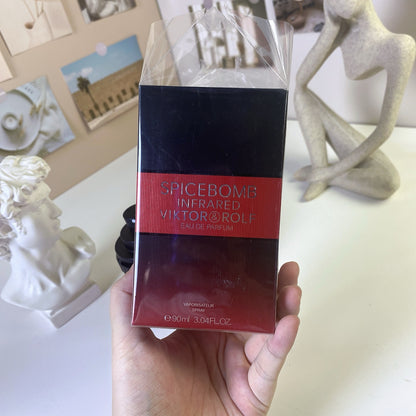 SPICEBOMB
INFRARED
VIKTOR&ROLF
EAU DE PARFUM
VAPORISATEUR
SPRAY
℮90ml 3.04FL.OZ.